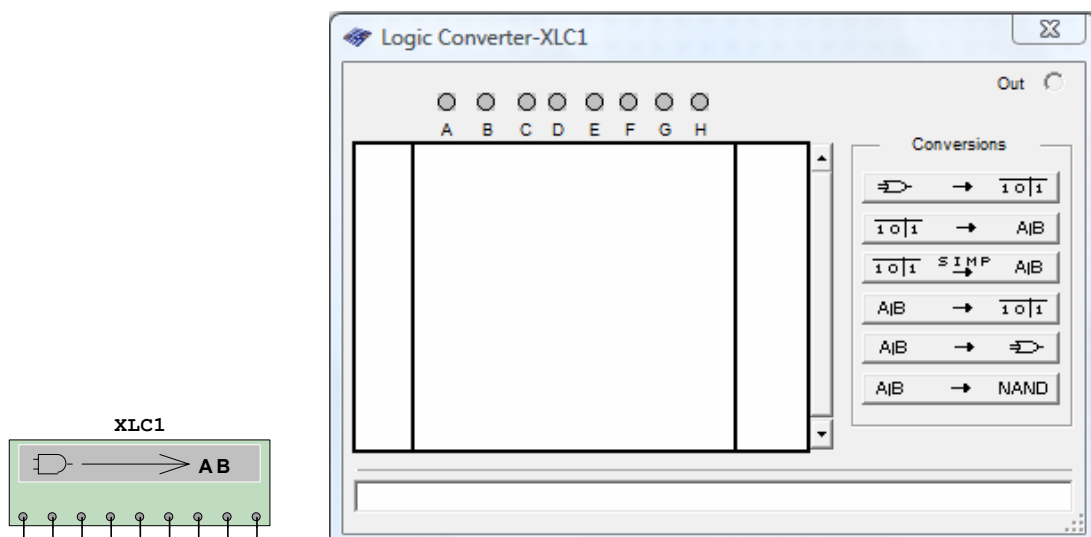 Logic Converter-XLC1
Out
A B C D E F G H
Conversions
→ 1 0 1
1 0 1 → A|B
1 0 1 SIMP → A|B
A|B → 1 0 1
A|B →
A|B → NAND
XLC1
A B